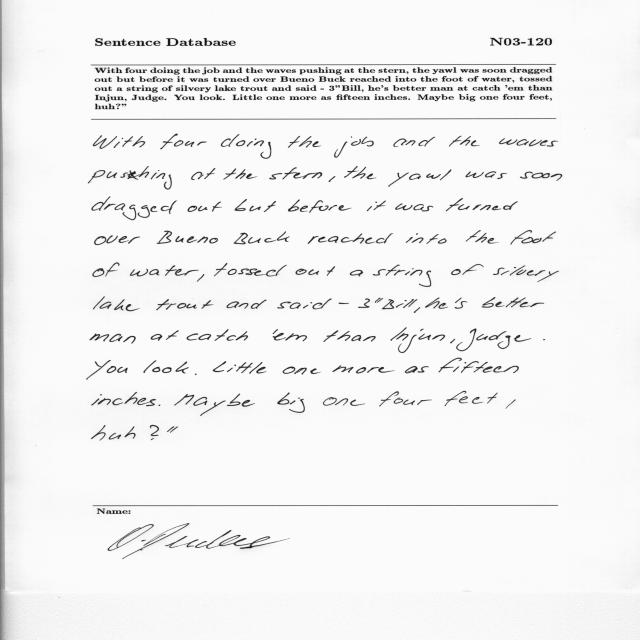 Sentence Database N03-120
With four doing the job and the waves pushing at the stern, the yawl was soon dragged
out but before it was turned over Bueno Buck reached into the foot of water, tossed
out a string of silvery lake trout and said - 3"Bill, he's better man at catch 'em than
Injun, Judge. You look. Little one more as fifteen inches. Maybe big one four feet,
huh?"
With four doing the job and the waves
pushing at the stern, the yawl was soon
dragged out but before it was turned
over Bueno Buck reached into the foot
of water, tossed out a string of silvery
lake trout and said - 3"Bill, he's better
man at catch 'em than Injun, Judge.
You look. Little one more as fifteen
inches. Maybe big one four feet,
huh?"
Name: